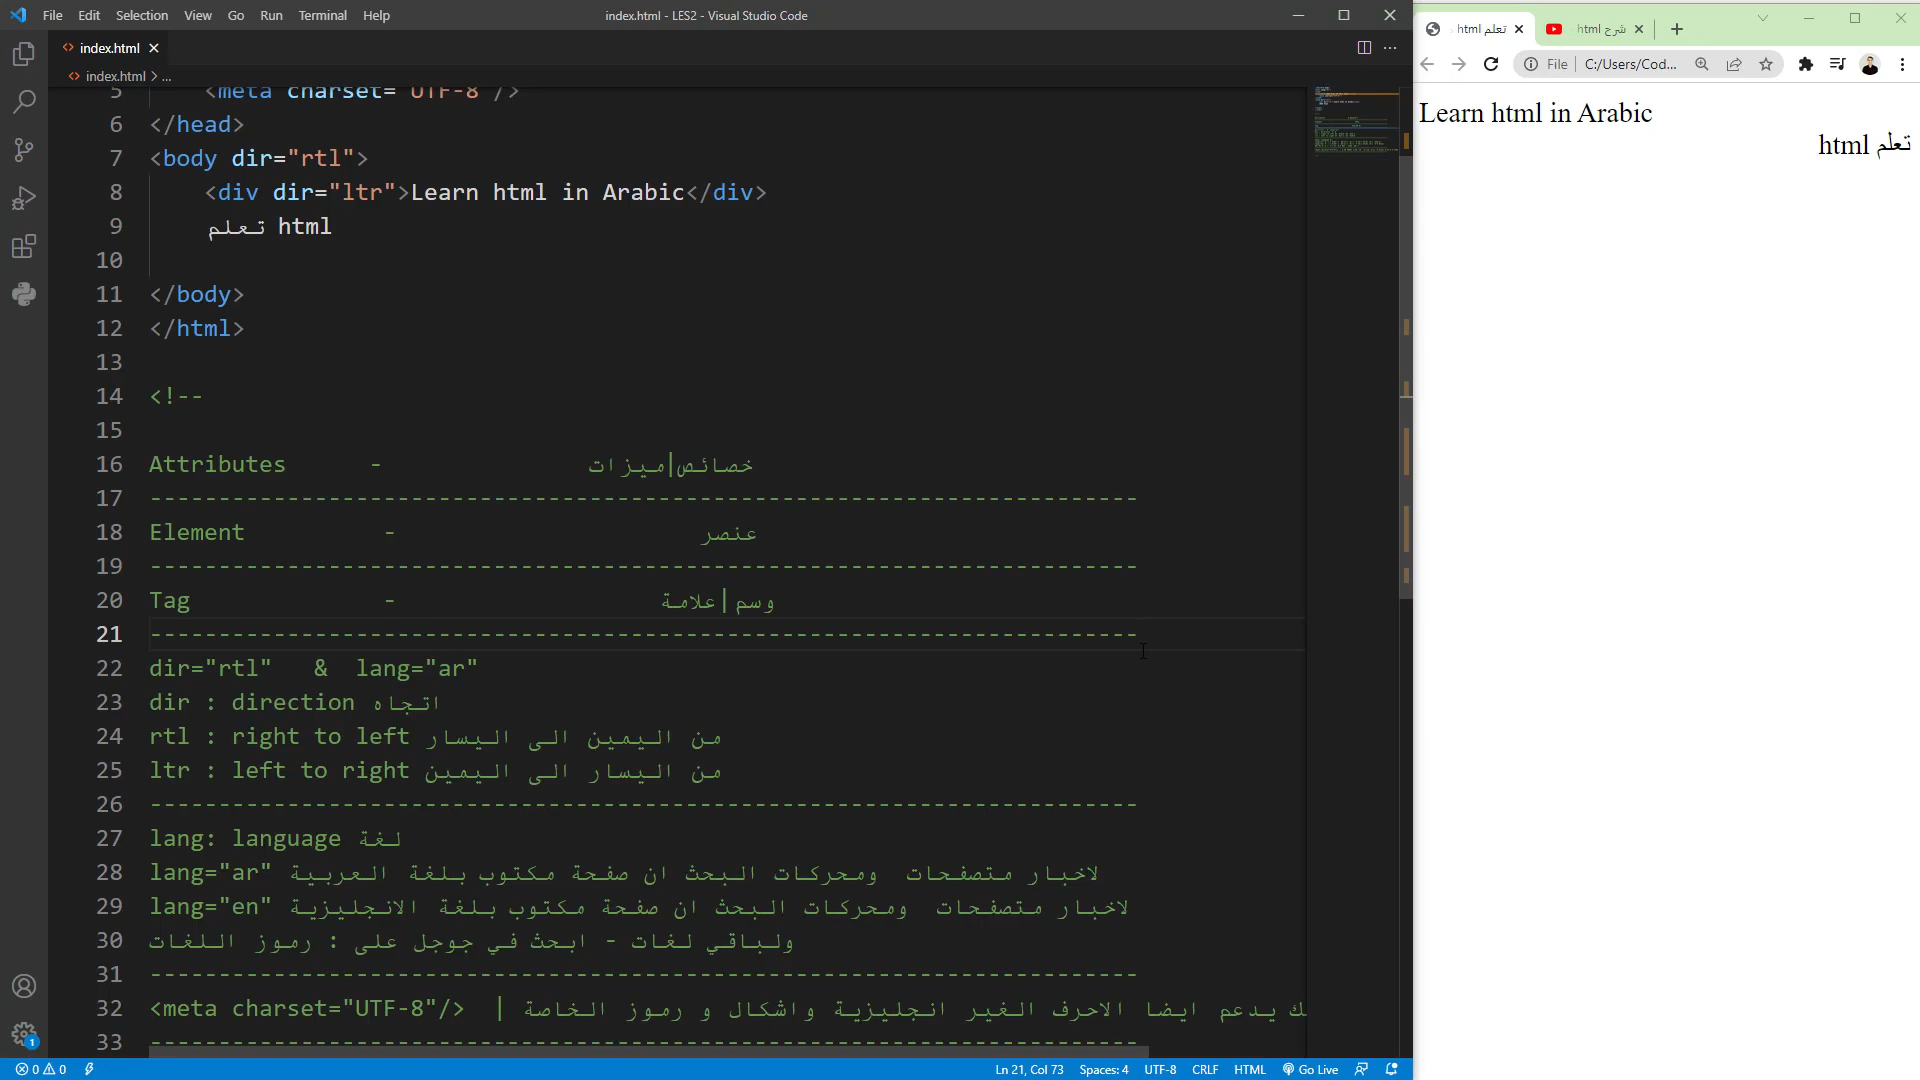 File Edit Selection View Go Run Terminal Help
index.html - LES2 - Visual Studio Code
index.html
index.html > ...
5 <meta charset="UTF-8"/>
6 </head>
7 <body dir="rtl">
8 <div dir="ltr">Learn html in Arabic</div>
9 تعلم html
10
11 </body>
12 </html>
13
14 <!--
15
16 Attributes - خصائص|ميزات
17 ------------------------------------------------------------------------
18 Element - عنصر
19 ------------------------------------------------------------------------
20 Tag - وسم|علامة
21 ------------------------------------------------------------------------
22 dir="rtl" & lang="ar"
23 dir : direction اتجاه
24 rtl : right to left من اليمين الى اليسار
25 ltr : left to right من اليسار الى اليمين
26 ------------------------------------------------------------------------
27 lang: language لغة
28 lang="ar" لاخبار متصفحات ومحركات البحث ان صفحة مكتوب بلغة العربية
29 lang="en" لاخبار متصفحات ومحركات البحث ان صفحة مكتوب بلغة الانجليزية
30 ولباقي لغات - ابحث في جوجل على : رموز اللغات
31 ------------------------------------------------------------------------
32 <meta charset="UTF-8"/> | ك يدعم ايضا الاحرف الغير انجليزية واشكال و رموز الخاصة
33 ------------------------------------------------------------------------
1
0 0
Ln 21, Col 73 Spaces: 4 UTF-8 CRLF HTML Go Live
تعلم html
شرح html
File C:/Users/Cod...
Learn html in Arabic
تعلم html